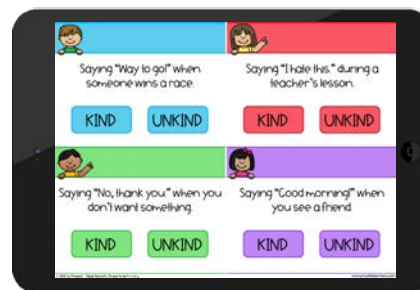 Saying "Way to go!" when
someone wins a race.
KIND UNKIND
Saying "I hate this." during a
teacher's lesson.
KIND UNKIND
Saying "No, thank you." when you
don't want something.
KIND UNKIND
Saying "Good morning!" when
you see a friend.
KIND UNKIND